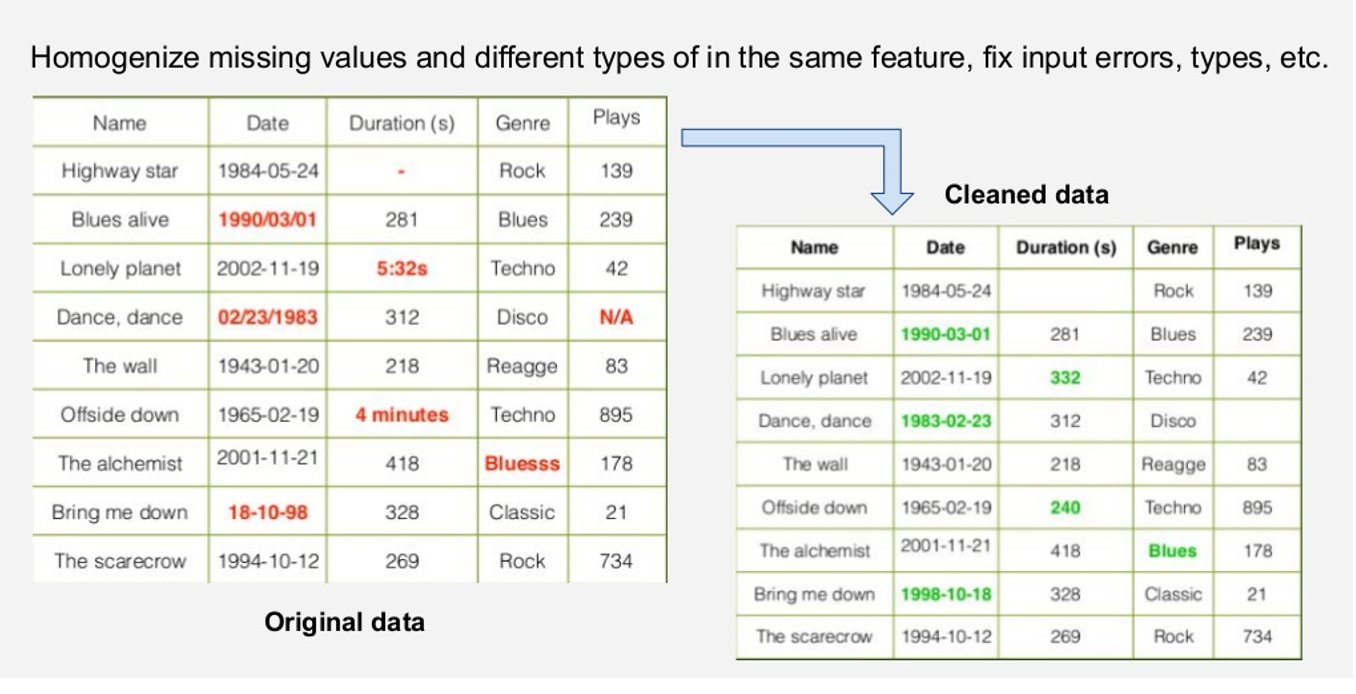 Homogenize missing values and different types of in the same feature, fix input errors, types, etc.
Name Date Duration (s) Genre Plays
Highway star 1984-05-24 - Rock 139
Blues alive 1990/03/01 281 Blues 239
Lonely planet 2002-11-19 5:32s Techno 42
Dance, dance 02/23/1983 312 Disco N/A
The wall 1943-01-20 218 Reagge 83
Offside down 1965-02-19 4 minutes Techno 895
The alchemist 2001-11-21 418 Bluesss 178
Bring me down 18-10-98 328 Classic 21
The scarecrow 1994-10-12 269 Rock 734
Original data
Cleaned data
Name Date Duration (s) Genre Plays
Highway star 1984-05-24 Rock 139
Blues alive 1990-03-01 281 Blues 239
Lonely planet 2002-11-19 332 Techno 42
Dance, dance 1983-02-23 312 Disco
The wall 1943-01-20 218 Reagge 83
Offside down 1965-02-19 240 Techno 895
The alchemist 2001-11-21 418 Blues 178
Bring me down 1998-10-18 328 Classic 21
The scarecrow 1994-10-12 269 Rock 734